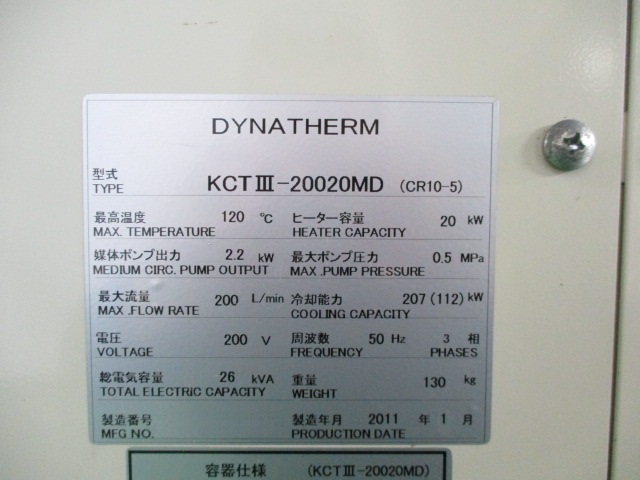 DYNATHERM
型式
TYPE
KCTⅢ-20020MD (CR10-5)
最高温度 120 ℃ ヒーター容量 20 kW
MAX. TEMPERATURE HEATER CAPACITY
媒体ポンプ出力 2.2 kW 最大ポンプ圧力 0.5 MPa
MEDIUM CIRC. PUMP OUTPUT MAX .PUMP PRESSURE
最大流量 200 L/min 冷却能力 207(112) kW
MAX .FLOW RATE COOLING CAPACITY
電圧 200 V 周波数 50 Hz 3 相
VOLTAGE FREQUENCY PHASES
総電気容量 26 kVA 重量 130 kg
TOTAL ELECTRIC CAPACITY WEIGHT
製造番号 製造年月 2011 年 1 月
MFG NO. PRODUCTION DATE
容器仕様 (KCTⅢ-20020MD)